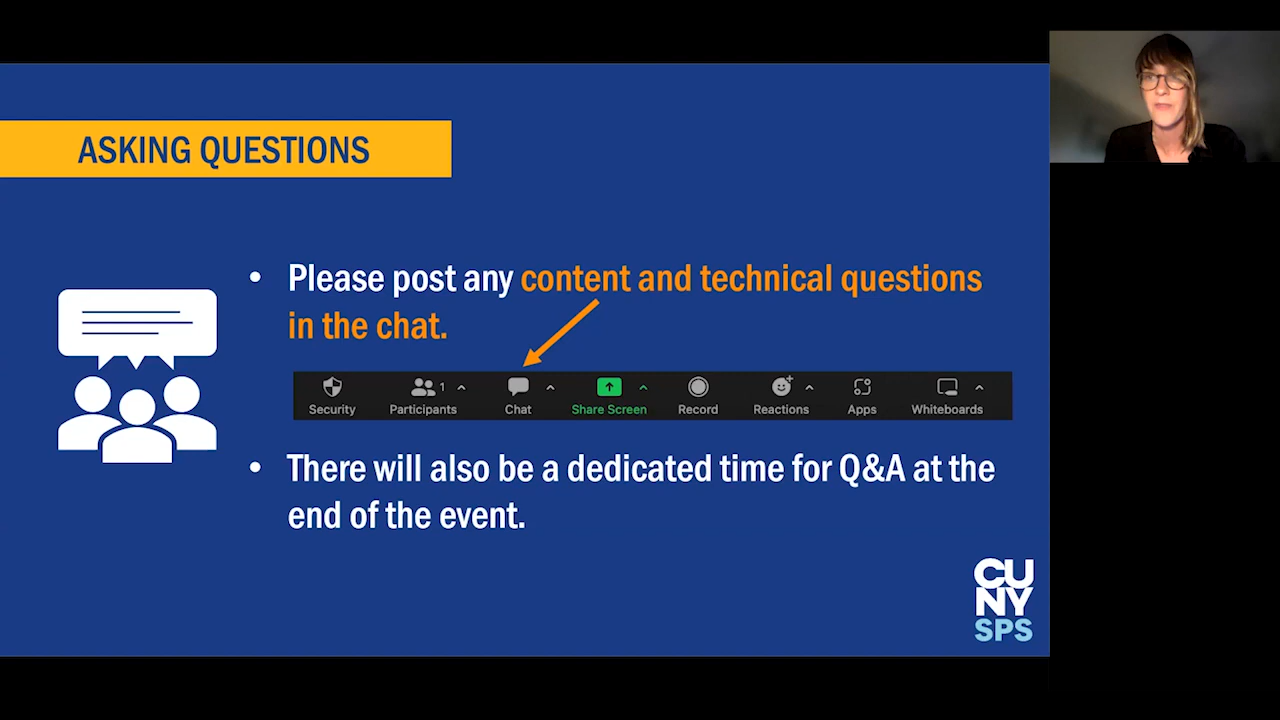 ASKING QUESTIONS
• Please post any content and technical questions
in the chat.
Security Participants 1 Chat Share Screen Record Reactions Apps Whiteboards
• There will also be a dedicated time for Q&A at the
end of the event.
CU
NY
SPS